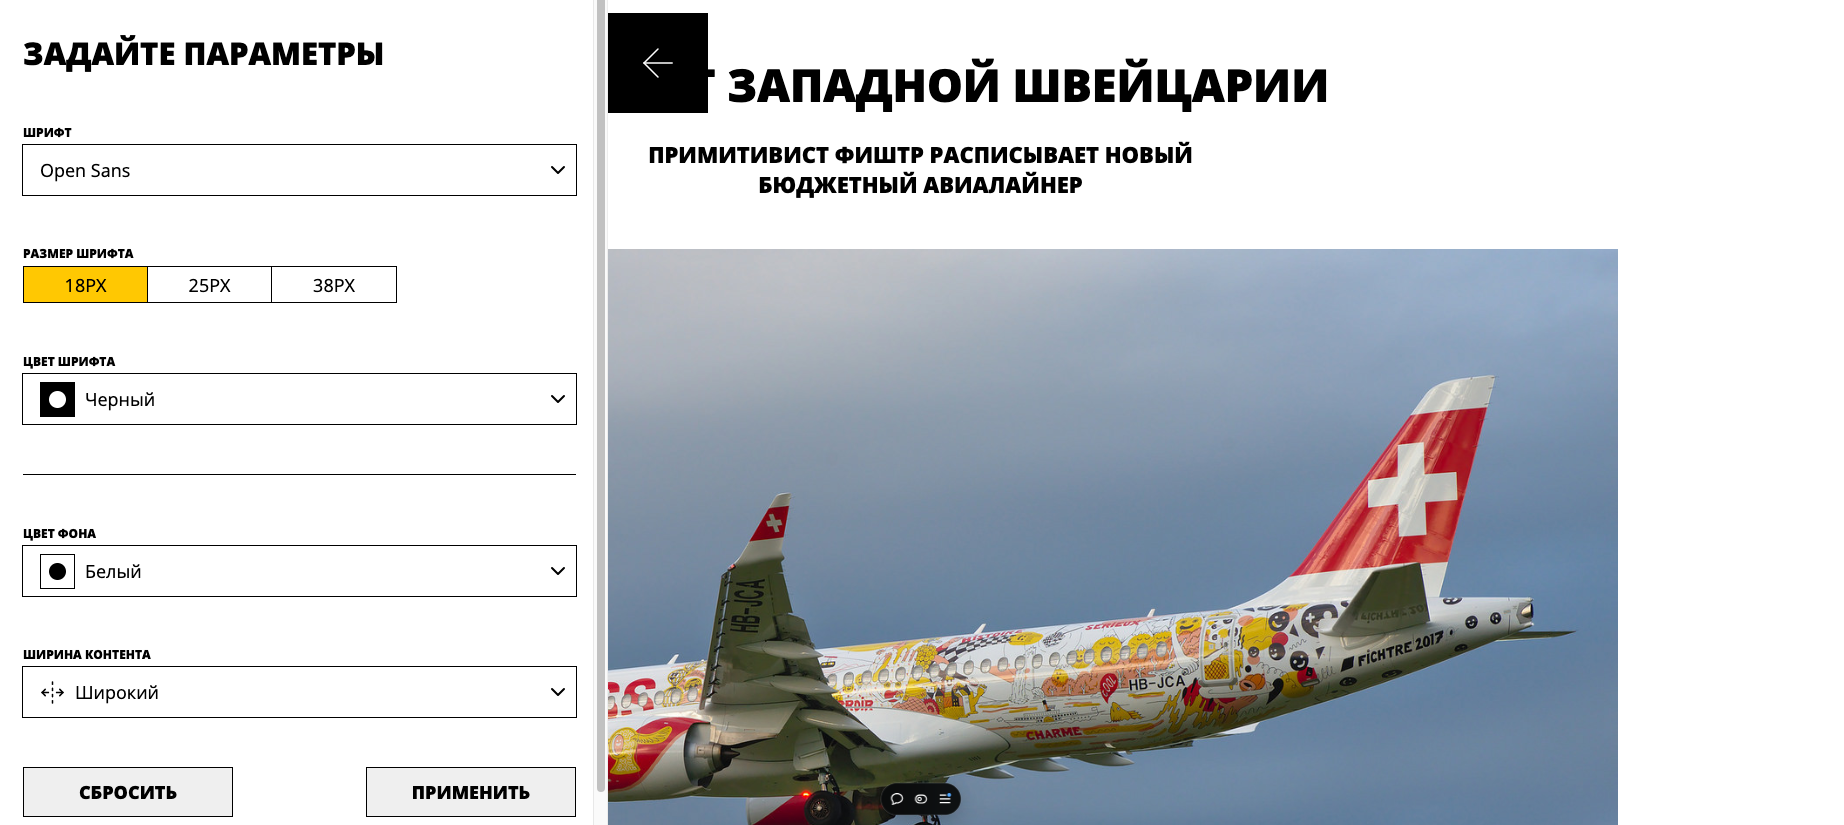 ЗАДАЙТЕ ПАРАМЕТРЫ
ШРИФТ
Open Sans
РАЗМЕР ШРИФТА
18PX 25PX 38PX
ЦВЕТ ШРИФТА
Черный
ЦВЕТ ФОНА
Белый
ШИРИНА КОНТЕНТА
Широкий
СБРОСИТЬ ПРИМЕНИТЬ
ЗАПАДНОЙ ШВЕЙЦАРИИ
ПРИМИТИВИСТ ФИШТР РАСПИСЫВАЕТ НОВЫЙ
БЮДЖЕТНЫЙ АВИАЛАЙНЕР
HB-JCA
SERIEUX
FICHTRE 2017
COOL
HB-JCA
CHARME